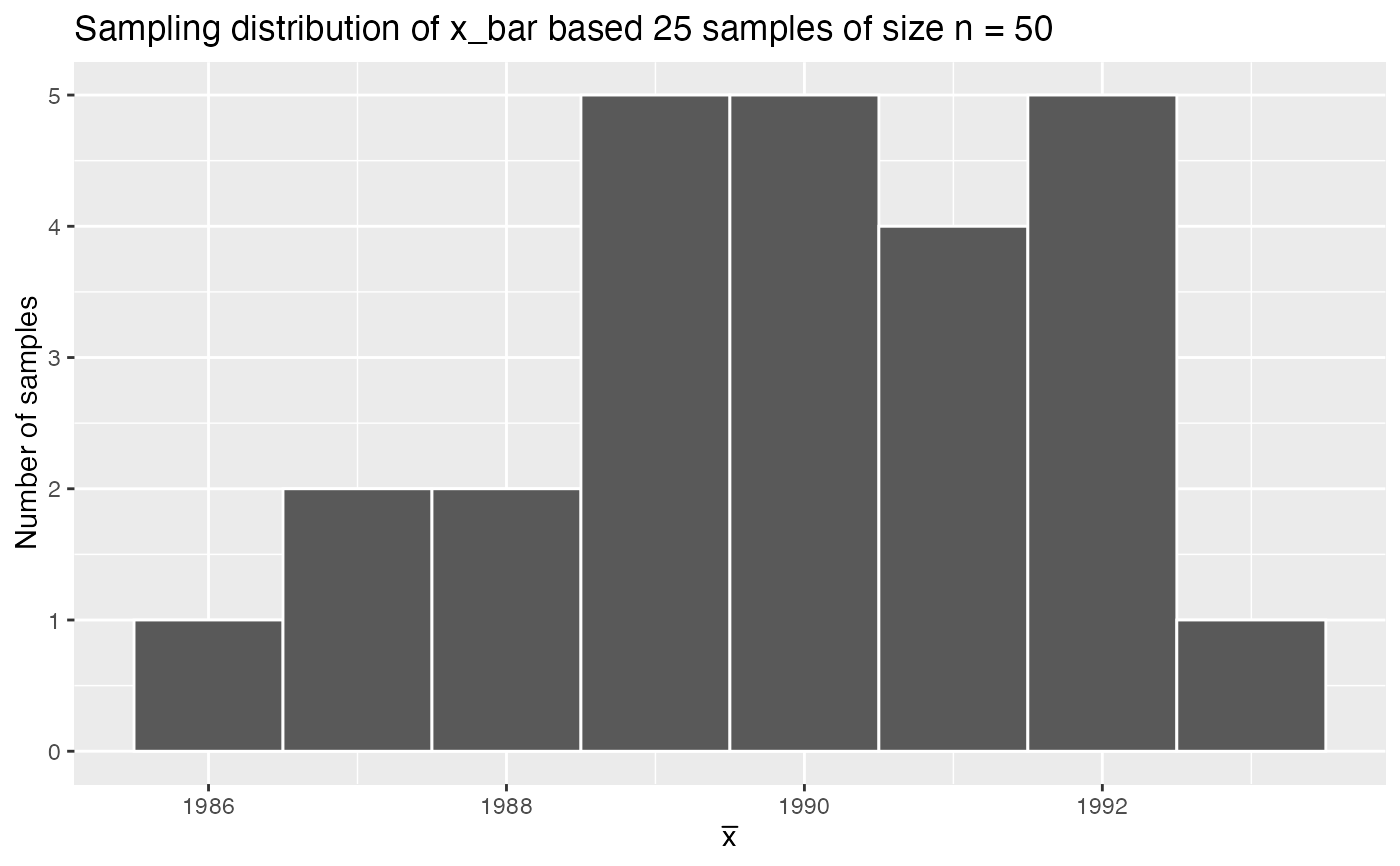 Sampling distribution of x_bar based 25 samples of size n = 50
5
4
3
2
1
0
Number of samples
1986 1988 1990 1992
x̅